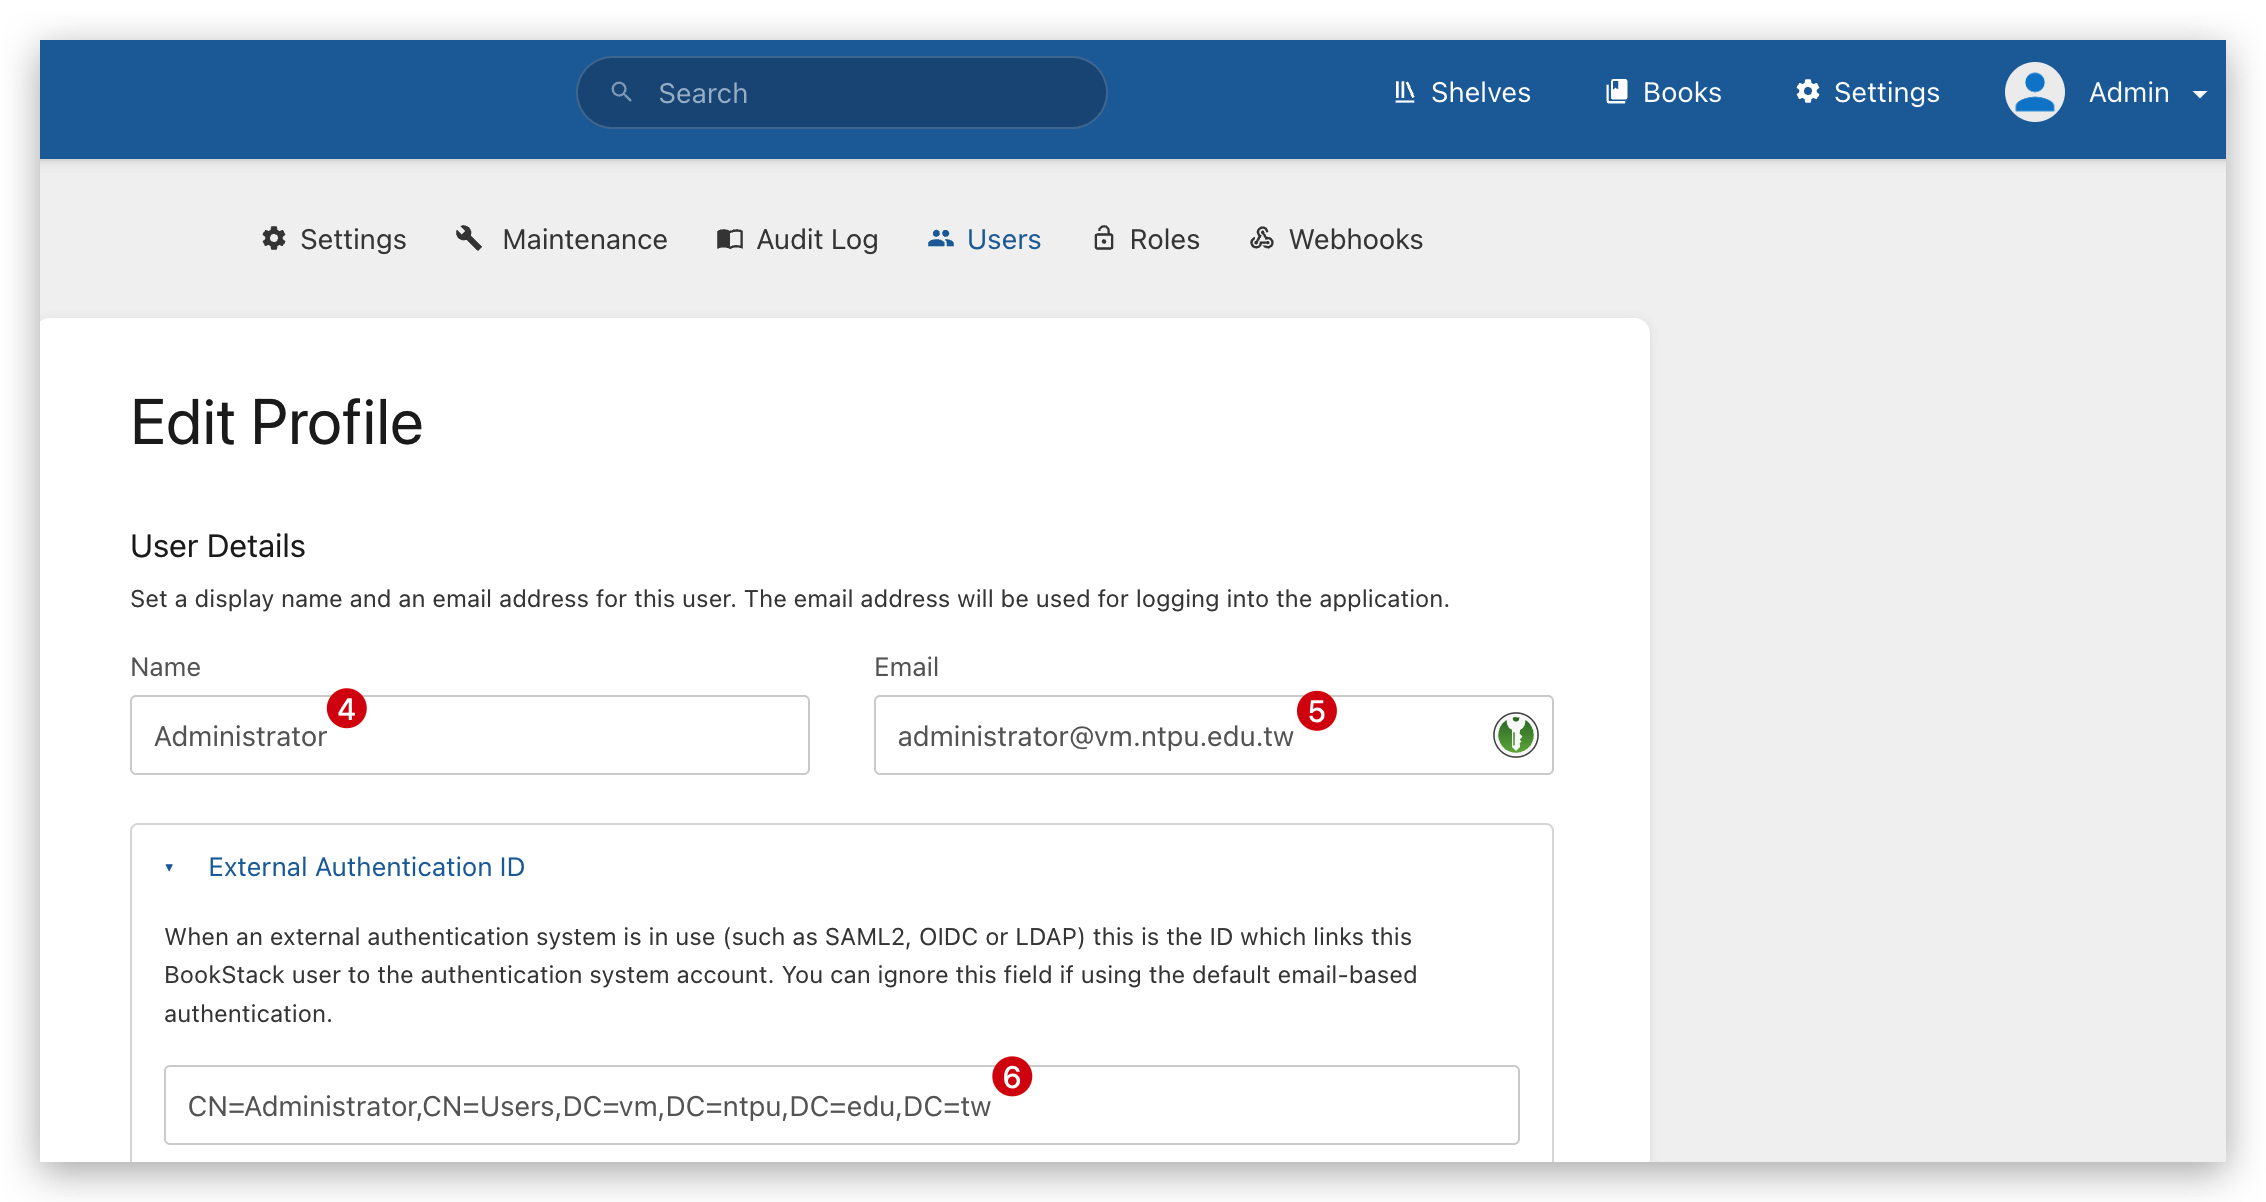 Search
Shelves
Books
Settings
Admin
Settings
Maintenance
Audit Log
Users
Roles
Webhooks
Edit Profile
User Details
Set a display name and an email address for this user. The email address will be used for logging into the application.
Name
Email
4
5
Administrator
administrator@vm.ntpu.edu.tw
External Authentication ID
When an external authentication system is in use (such as SAML2, OIDC or LDAP) this is the ID which links this
BookStack user to the authentication system account. You can ignore this field if using the default email-based
authentication.
6
CN=Administrator,CN=Users,DC=vm,DC=ntpu,DC=edu,DC=tw